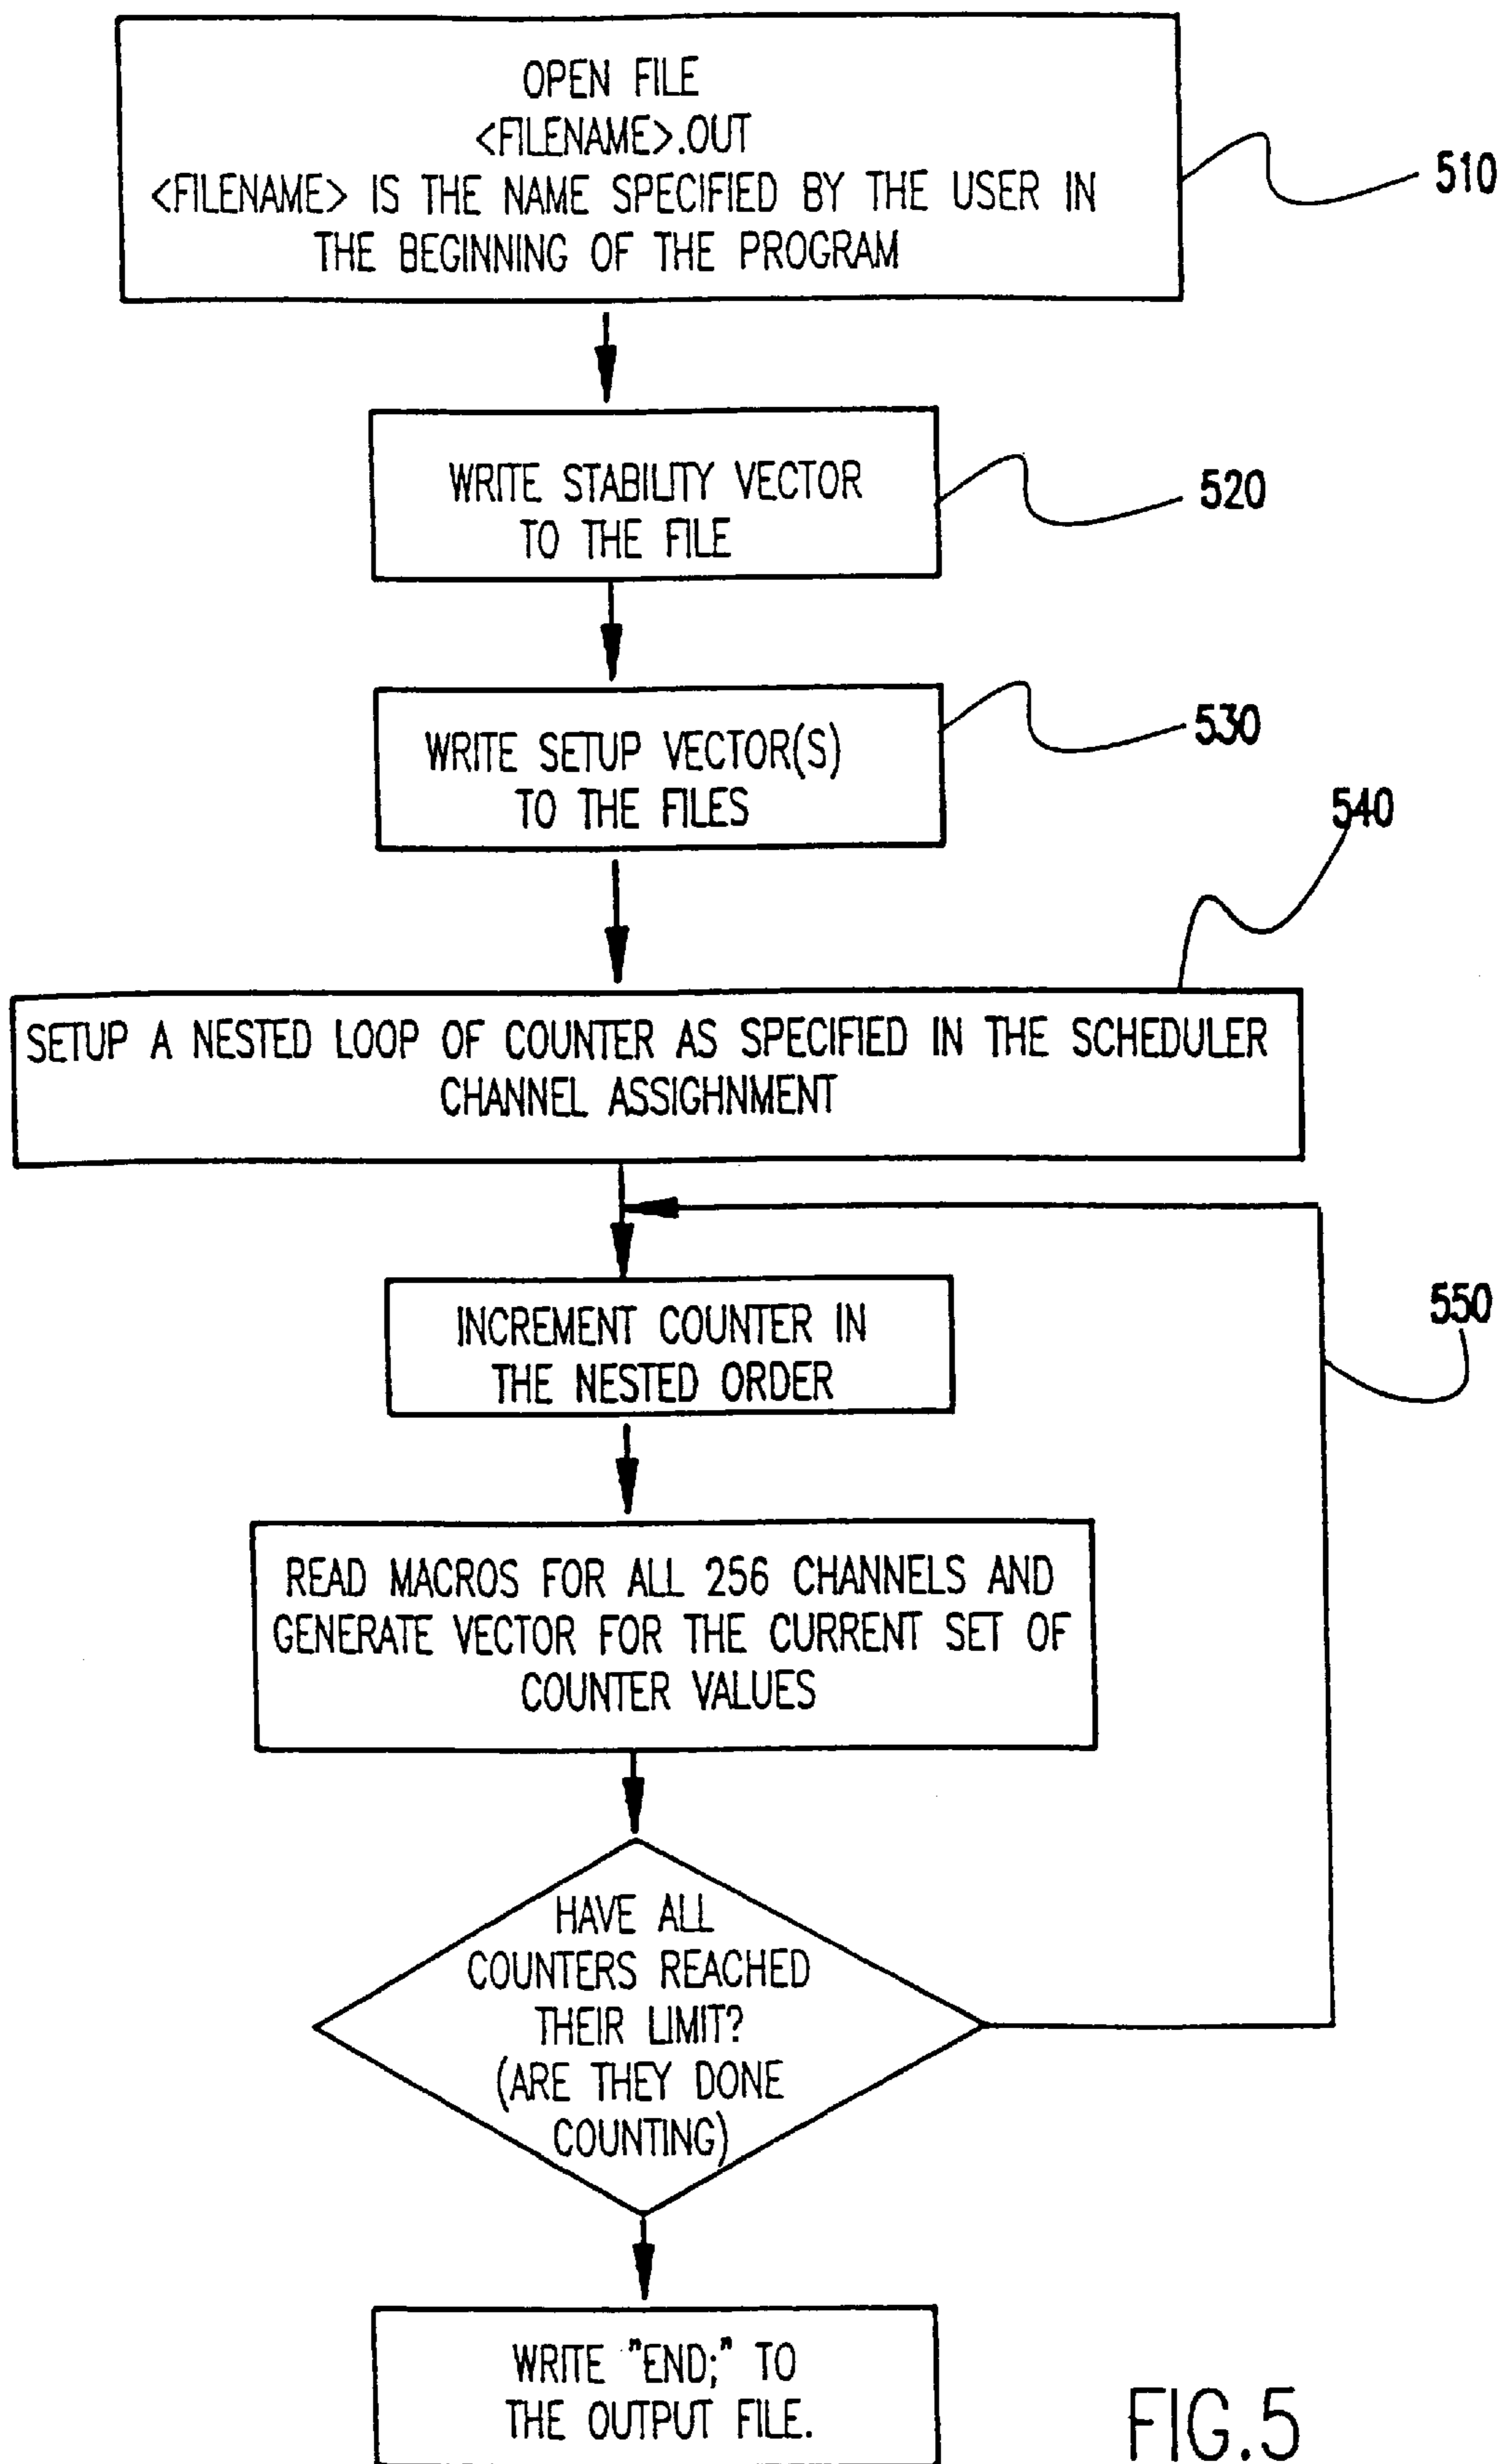 OPEN FILE
<FILENAME>.OUT
<FILENAME> IS THE NAME SPECIFIED BY THE USER IN
THE BEGINNING OF THE PROGRAM
510
WRITE STABILITY VECTOR
TO THE FILE
520
WRITE SETUP VECTOR(S)
TO THE FILES
530
540
SETUP A NESTED LOOP OF COUNTER AS SPECIFIED IN THE SCHEDULER
CHANNEL ASSIGHNMENT
INCREMENT COUNTER IN
THE NESTED ORDER
550
READ MACROS FOR ALL 256 CHANNELS AND
GENERATE VECTOR FOR THE CURRENT SET OF
COUNTER VALUES
HAVE ALL
COUNTERS REACHED
THEIR LIMIT?
(ARE THEY DONE
COUNTING)
WRITE "END;" TO
THE OUTPUT FILE.
FIG.5